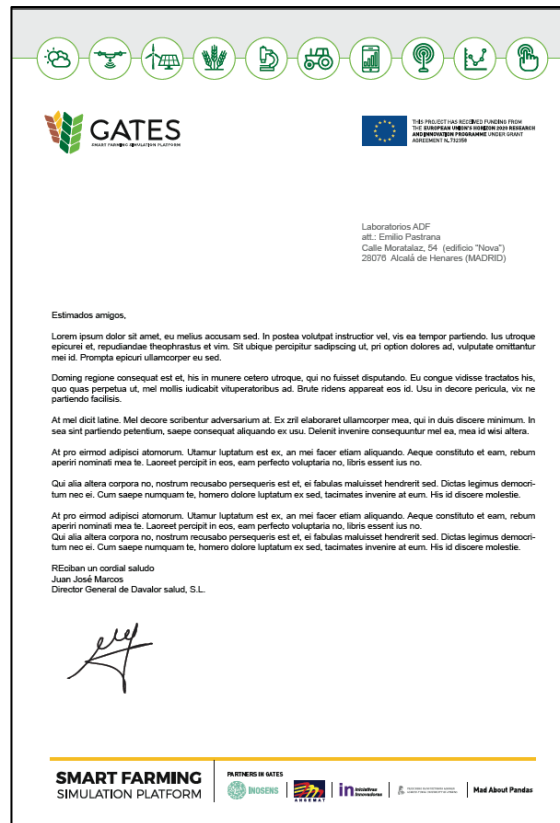 GATES
SMART FARMING SIMULATION PLATFORM
THIS PROJECT HAS RECEIVED FUNDING FROM
THE EUROPEAN UNION'S HORIZON 2020 RESEARCH
AND INNOVATION PROGRAMME UNDER GRANT
AGREEMENT N.732358
Laboratorios ADF
att.: Emilio Pastrana
Calle Moratalaz, 54 (edificio "Nova")
28076 Alcalá de Henares (MADRID)
Estimados amigos,
Lorem ipsum dolor sit amet, eu melius accusam sed. In postea volutpat instructior vel, vis ea tempor partiendo. Ius utroque
epicurei et, repudiandae theophrastus et vim. Sit ubique percipitur sadipscing ut, pri option dolores ad, vulputate omittantur
mei id. Prompta epicuri ullamcorper eu sed.
Doming regione consequat est et, his in munere cetero utroque, qui no fuisset disputando. Eu congue vidisse tractatos his,
quo quas perpetua ut, mel mollis iudicabit vituperatoribus ad. Brute ridens appareat eos id. Usu in decore pericula, vix ne
partiendo facilisis.
At mel dicit latine. Mel decore scribentur adversarium at. Ex zril elaboraret ullamcorper mea, qui in duis discere minimum. In
sea sint partiendo petentium, saepe consequat aliquando ex usu. Delenit invenire consequuntur mel ea, mea id wisi altera.
At pro eirmod adipisci atomorum. Utamur luptatum est ex, an mei facer etiam aliquando. Aeque constituto et eam, rebum
aperiri nominati mea te. Laoreet percipit in eos, eam perfecto voluptaria no, libris essent ius no.
Qui alia altera corpora no, nostrum recusabo persequeris est et, ei fabulas maluisset hendrerit sed. Dictas legimus democri-
tum nec ei. Cum saepe numquam te, homero dolore luptatum ex sed, tacimates invenire at eum. His id discere molestie.
At pro eirmod adipisci atomorum. Utamur luptatum est ex, an mei facer etiam aliquando. Aeque constituto et eam, rebum
aperiri nominati mea te. Laoreet percipit in eos, eam perfecto voluptaria no, libris essent ius no.
Qui alia altera corpora no, nostrum recusabo persequeris est et, ei fabulas maluisset hendrerit sed. Dictas legimus democri-
tum nec ei. Cum saepe numquam te, homero dolore luptatum ex sed, tacimates invenire at eum. His id discere molestie.
REciban un cordial saludo
Juan José Marcos
Director General de Davalor salud, S.L.
SMART FARMING
SIMULATION PLATFORM
PARTNERS IN GATES
INOSENS
ANSEMAT
in iniciativas innovadoras
Mad About Pandas